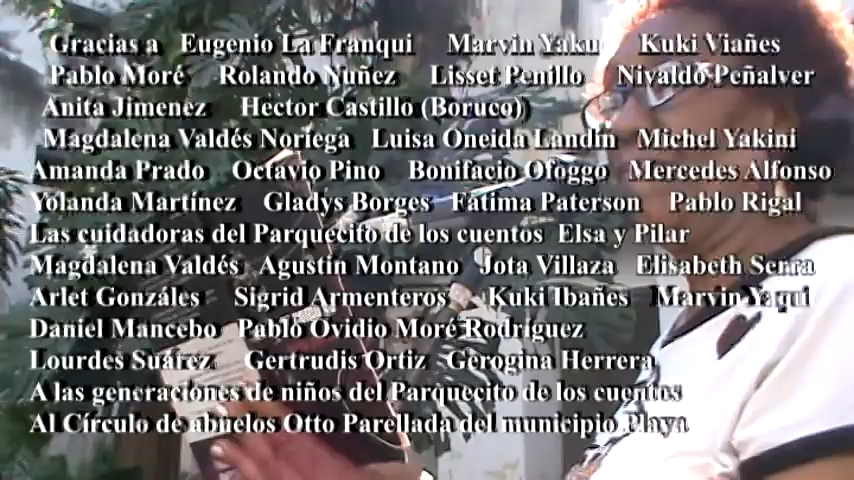 Gracias a Eugenio La Franqui Marvin Yaku Kuki Viañes
Pablo Moré Rolando Nuñez Lisset Penillo Nivaldo Peñalver
Anita Jimenez Hector Castillo (Boruco))
Magdalena Valdés Noriega Luisa Oneida Landín Michel Yakini
Amanda Prado Octavio Pino Bonifacio Ofoggo Mercedes Alfonso
Yolanda Martínez Gladys Borges Fátima Paterson Pablo Rigal
Las cuidadoras del Parquecito de los cuentos Elsa y Pilar
Magdalena Valdés Agustín Montano Jota Villaza Elisabeth Serra
Arlet Gonzáles Sigrid Armenteros Kuki Ibañes Marvin Yaqui
Daniel Mancebo Pablo Ovidio Moré Rodríguez
Lourdes Suárez Gertrudis Ortiz Gerogina Herrera
A las generaciones de niños del Parquecito de los cuentos
Al Círculo de abuelos Otto Parellada del municipio Playa